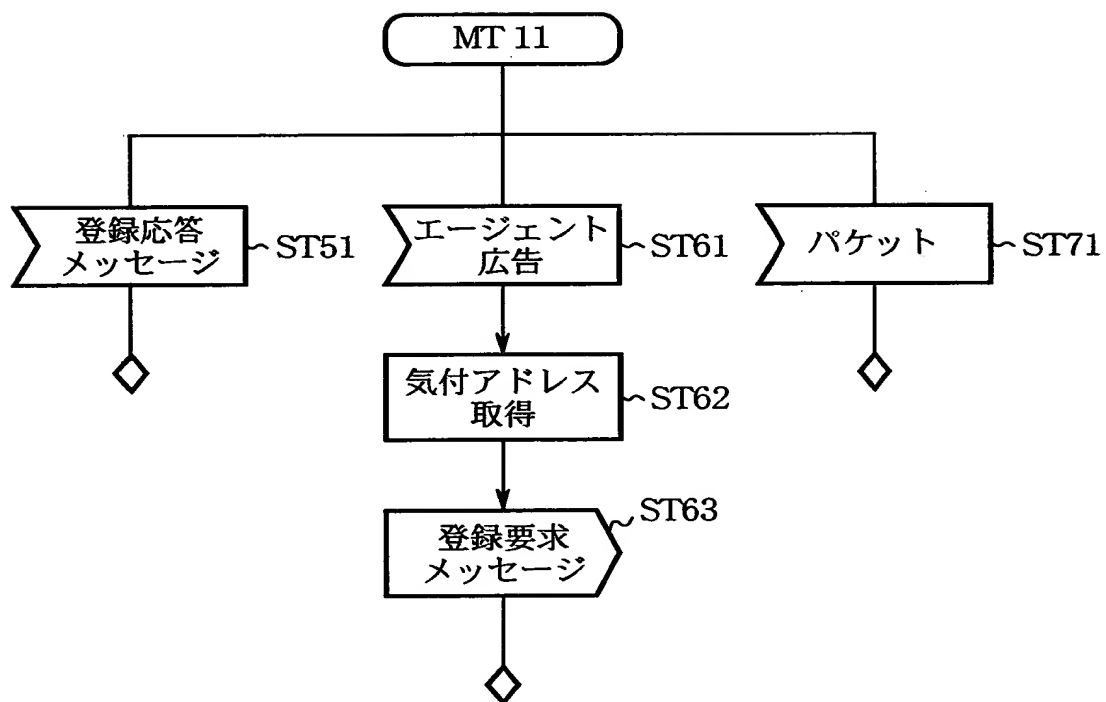 MT 11
登録応答
メッセージ
ST51
エージェント
広告
ST61
パケット
ST71
気付アドレス
取得
ST62
登録要求
メッセージ
ST63